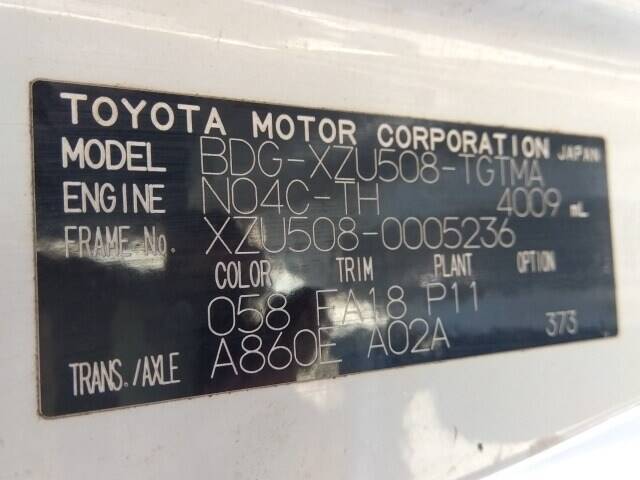 TOYOTA MOTOR CORPORATION JAPAN
MODEL BDG-XZU508-TGTMA
ENGINE N04C-TH 4009 mL
FRAME-No. XZU508-0005236
COLOR TRIM PLANT OPTION
058 FA18 P11
TRANS./AXLE A860E A02A 373